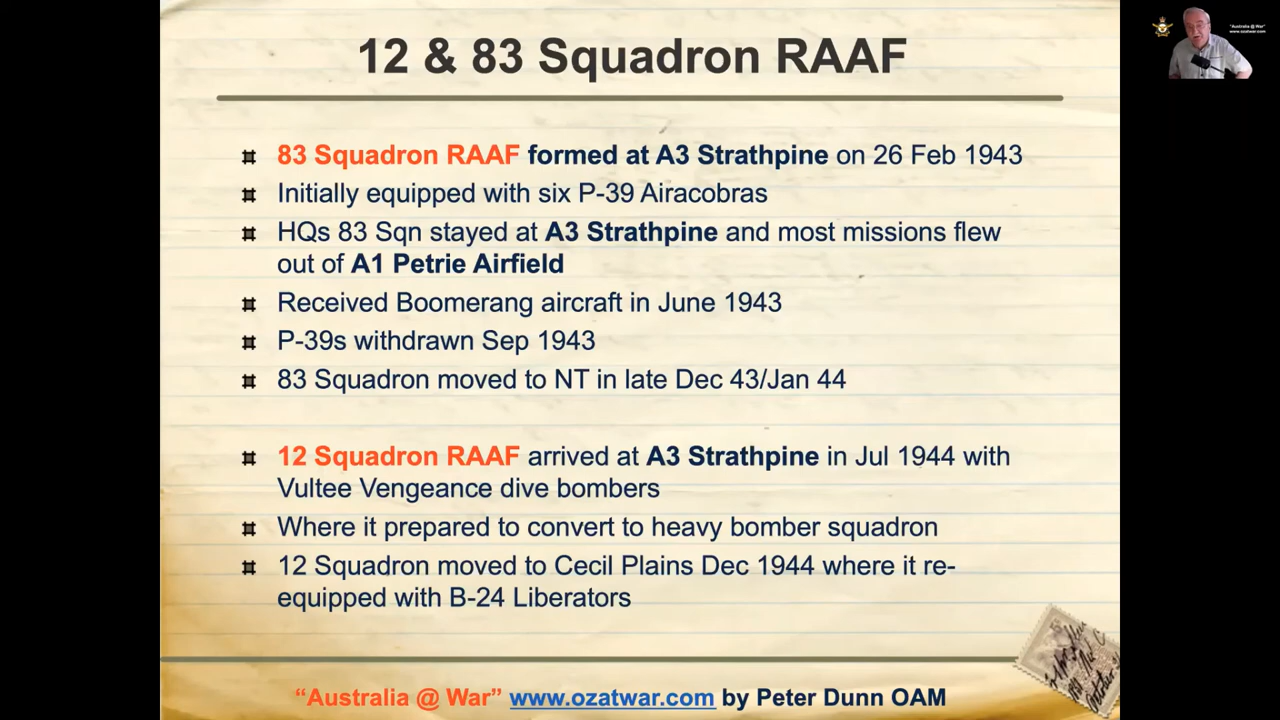 12 & 83 Squadron RAAF
"Australia @ War"
www.ozatwar.com
83 Squadron RAAF formed at A3 Strathpine on 26 Feb 1943
Initially equipped with six P-39 Airacobras
HQs 83 Sqn stayed at A3 Strathpine and most missions flew
out of A1 Petrie Airfield
Received Boomerang aircraft in June 1943
P-39s withdrawn Sep 1943
83 Squadron moved to NT in late Dec 43/Jan 44
12 Squadron RAAF arrived at A3 Strathpine in Jul 1944 with
Vultee Vengeance dive bombers
Where it prepared to convert to heavy bomber squadron
12 Squadron moved to Cecil Plains Dec 1944 where it re-
equipped with B-24 Liberators
“Australia @ War” www.ozatwar.com by Peter Dunn OAM